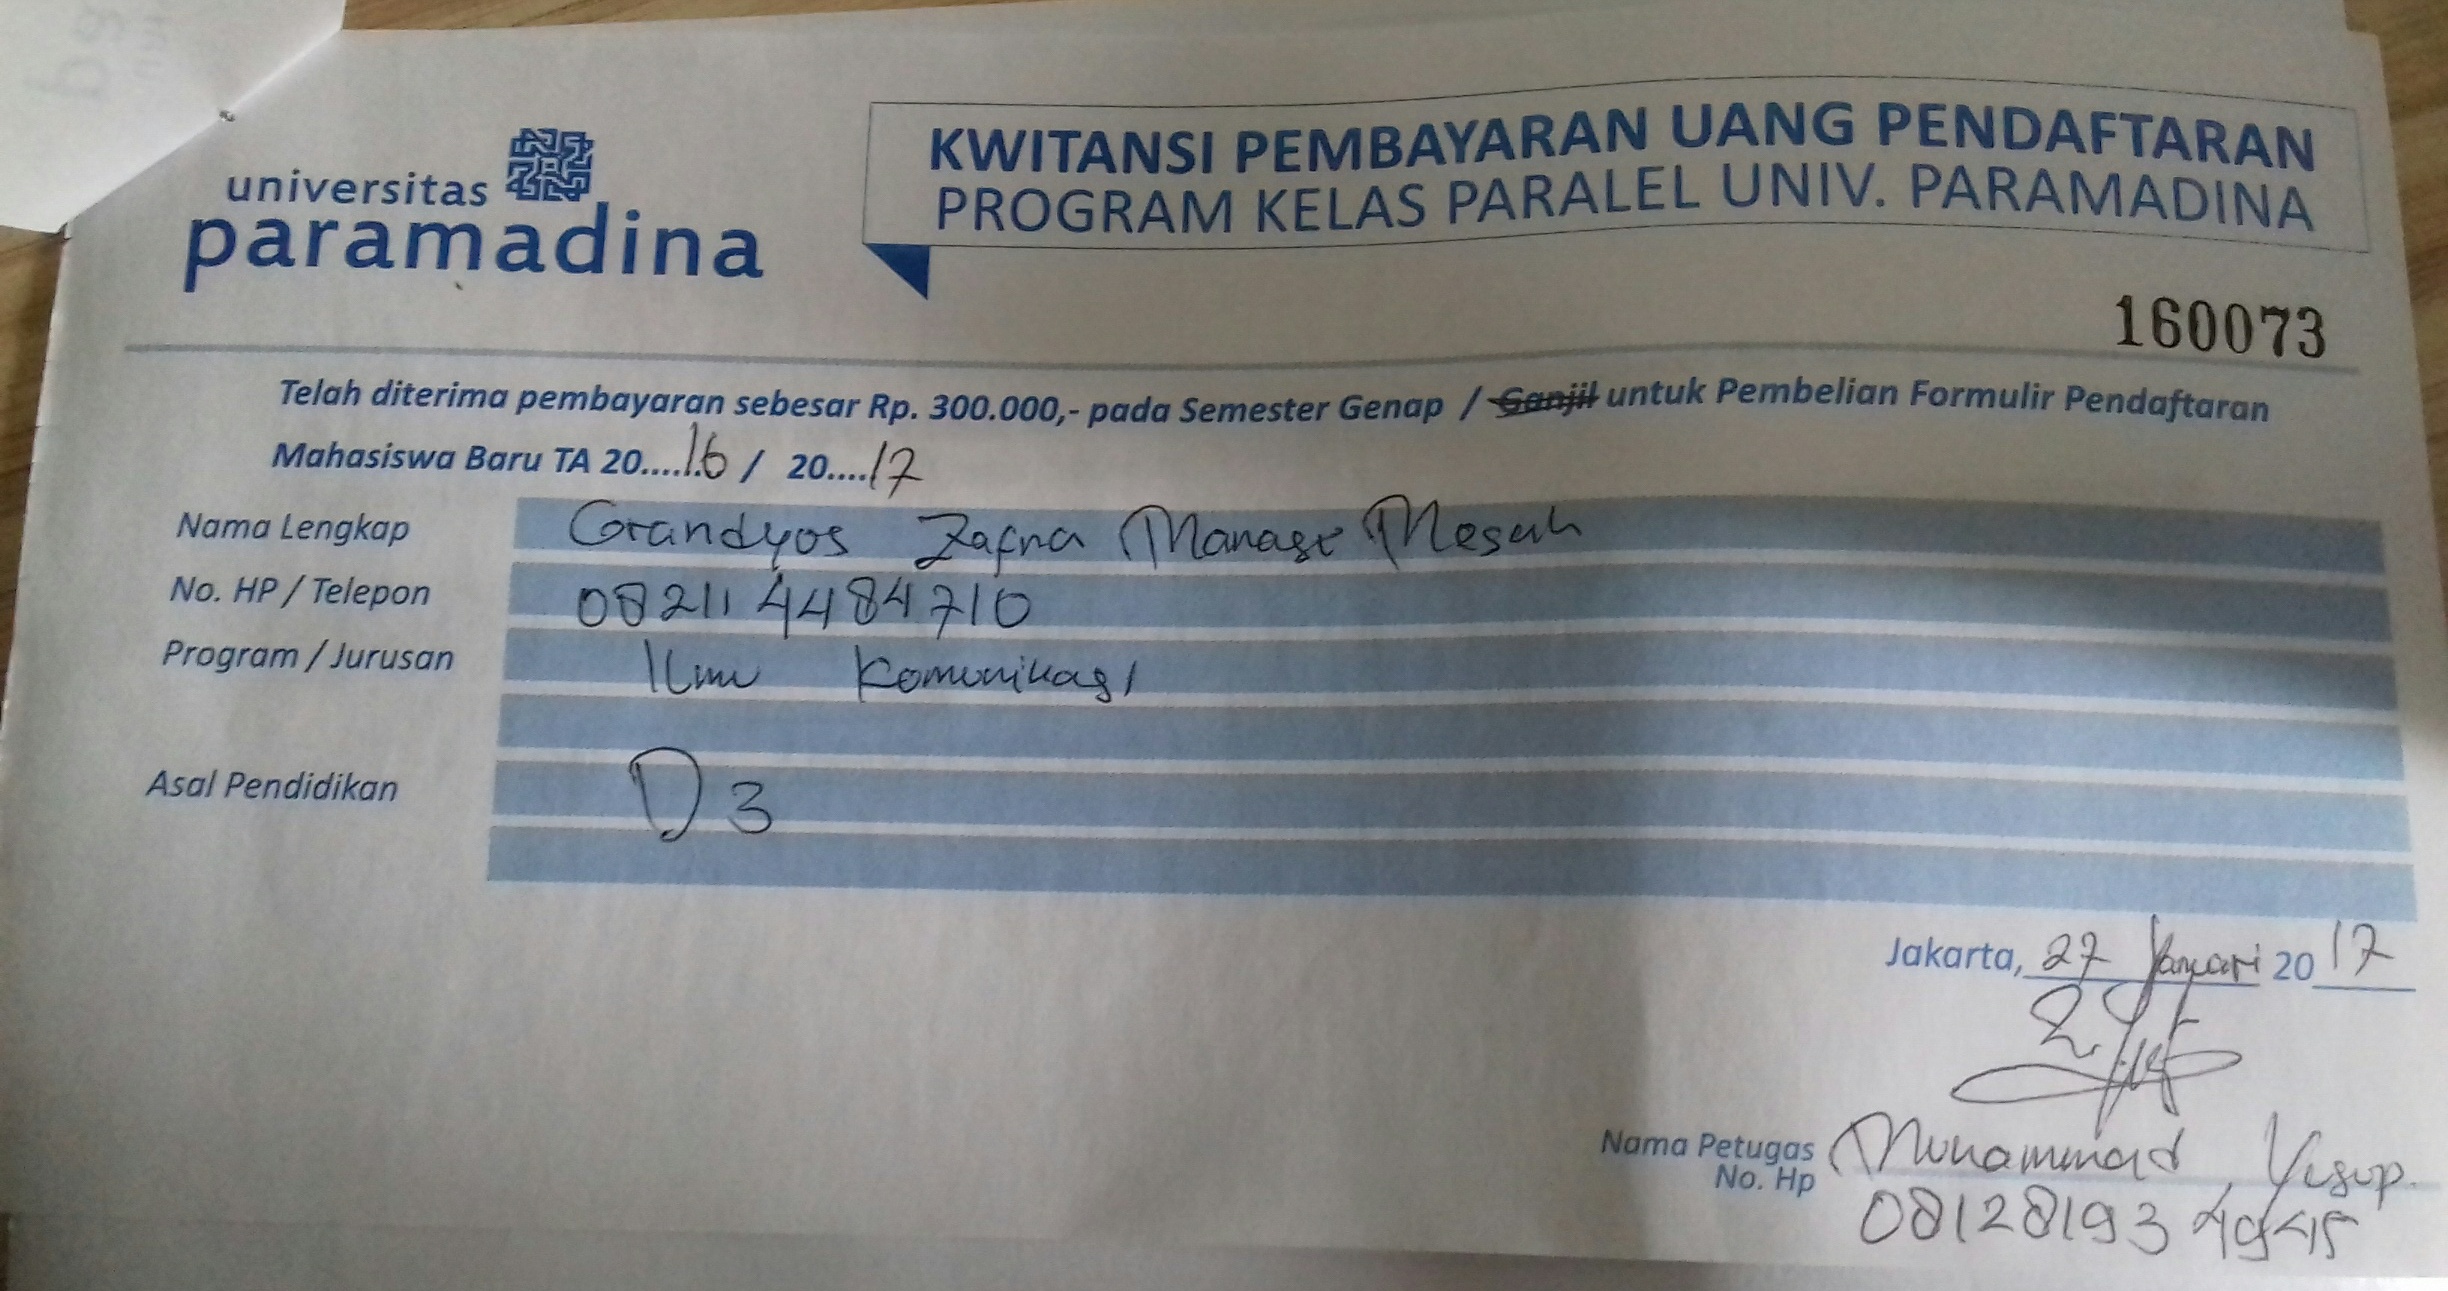 universitas
paramadina
KWITANSI PEMBAYARAN UANG PENDAFTARAN
PROGRAM KELAS PARALEL UNIV. PARAMADINA
160073
Telah diterima pembayaran sebesar Rp. 300.000,- pada Semester Genap / Ganjil untuk Pembelian Formulir Pendaftaran
Mahasiswa Baru TA 20....16 / 20....17
Nama Lengkap Grandyos Zafna Manase Mesah
No. HP / Telepon 082114484710
Program / Jurusan Ilmu Komunikasi
Asal Pendidikan D3
Jakarta, 27 Januari 2017
Nama Petugas Muhammad Yusup.
No. Hp